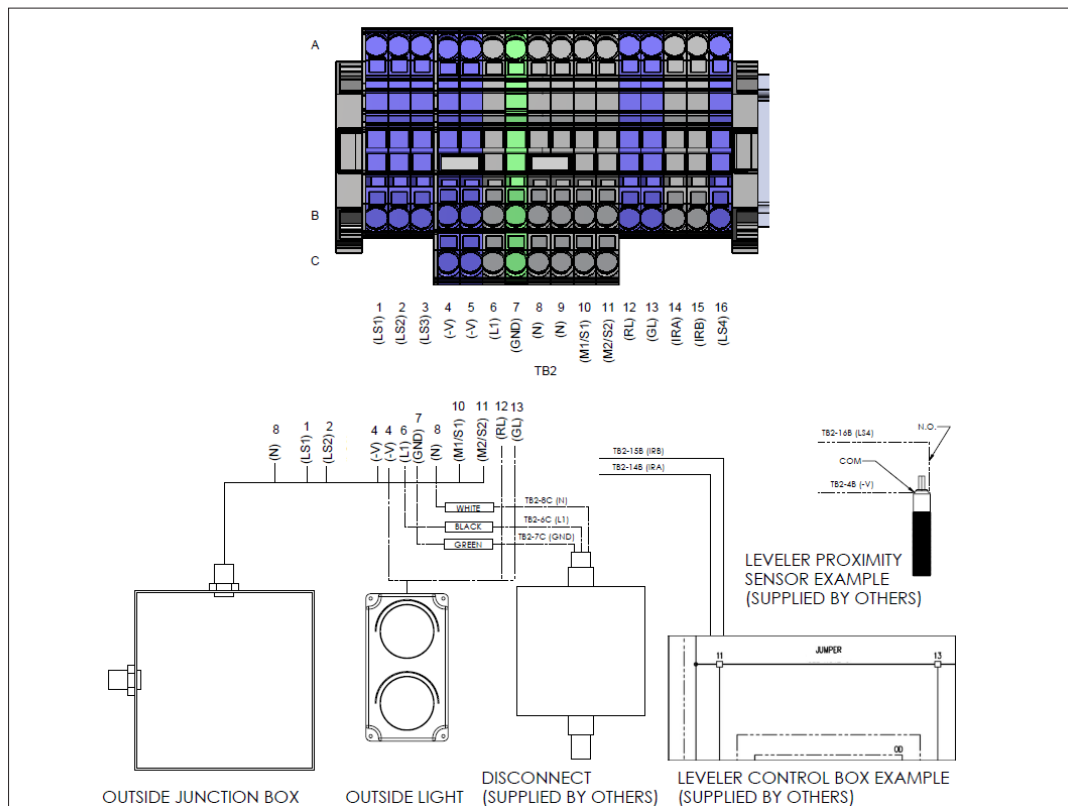 A
B
C
1 2 3 4 5 6 7 8 9 10 11 12 13 14 15 16
(LS1) (LS2) (LS3) (-V) (-V) (L1) (GND) (N) (N) (M1/S1) (M2/S2) (RL) (GL) (IRA) (IRB) (LS4)
TB2
8 1 2 4 4 6 7 8 10 11 12 13
(N) (LS1) (LS2) (-V) (-V) (L1) (GND) (N) (M1/S1) (M2/S2) (RL) (GL)
WHITE TB2-8C (N)
BLACK TB2-6C (L1)
GREEN TB2-7C (GND)
TB2-15B (IRB)
TB2-14B (IRA)
TB2-16B (LS4)
N.O.
COM
TB2-4B (-V)
LEVELER PROXIMITY
SENSOR EXAMPLE
(SUPPLIED BY OTHERS)
JUMPER
11 13
OUTSIDE JUNCTION BOX
OUTSIDE LIGHT
DISCONNECT
(SUPPLIED BY OTHERS)
LEVELER CONTROL BOX EXAMPLE
(SUPPLIED BY OTHERS)